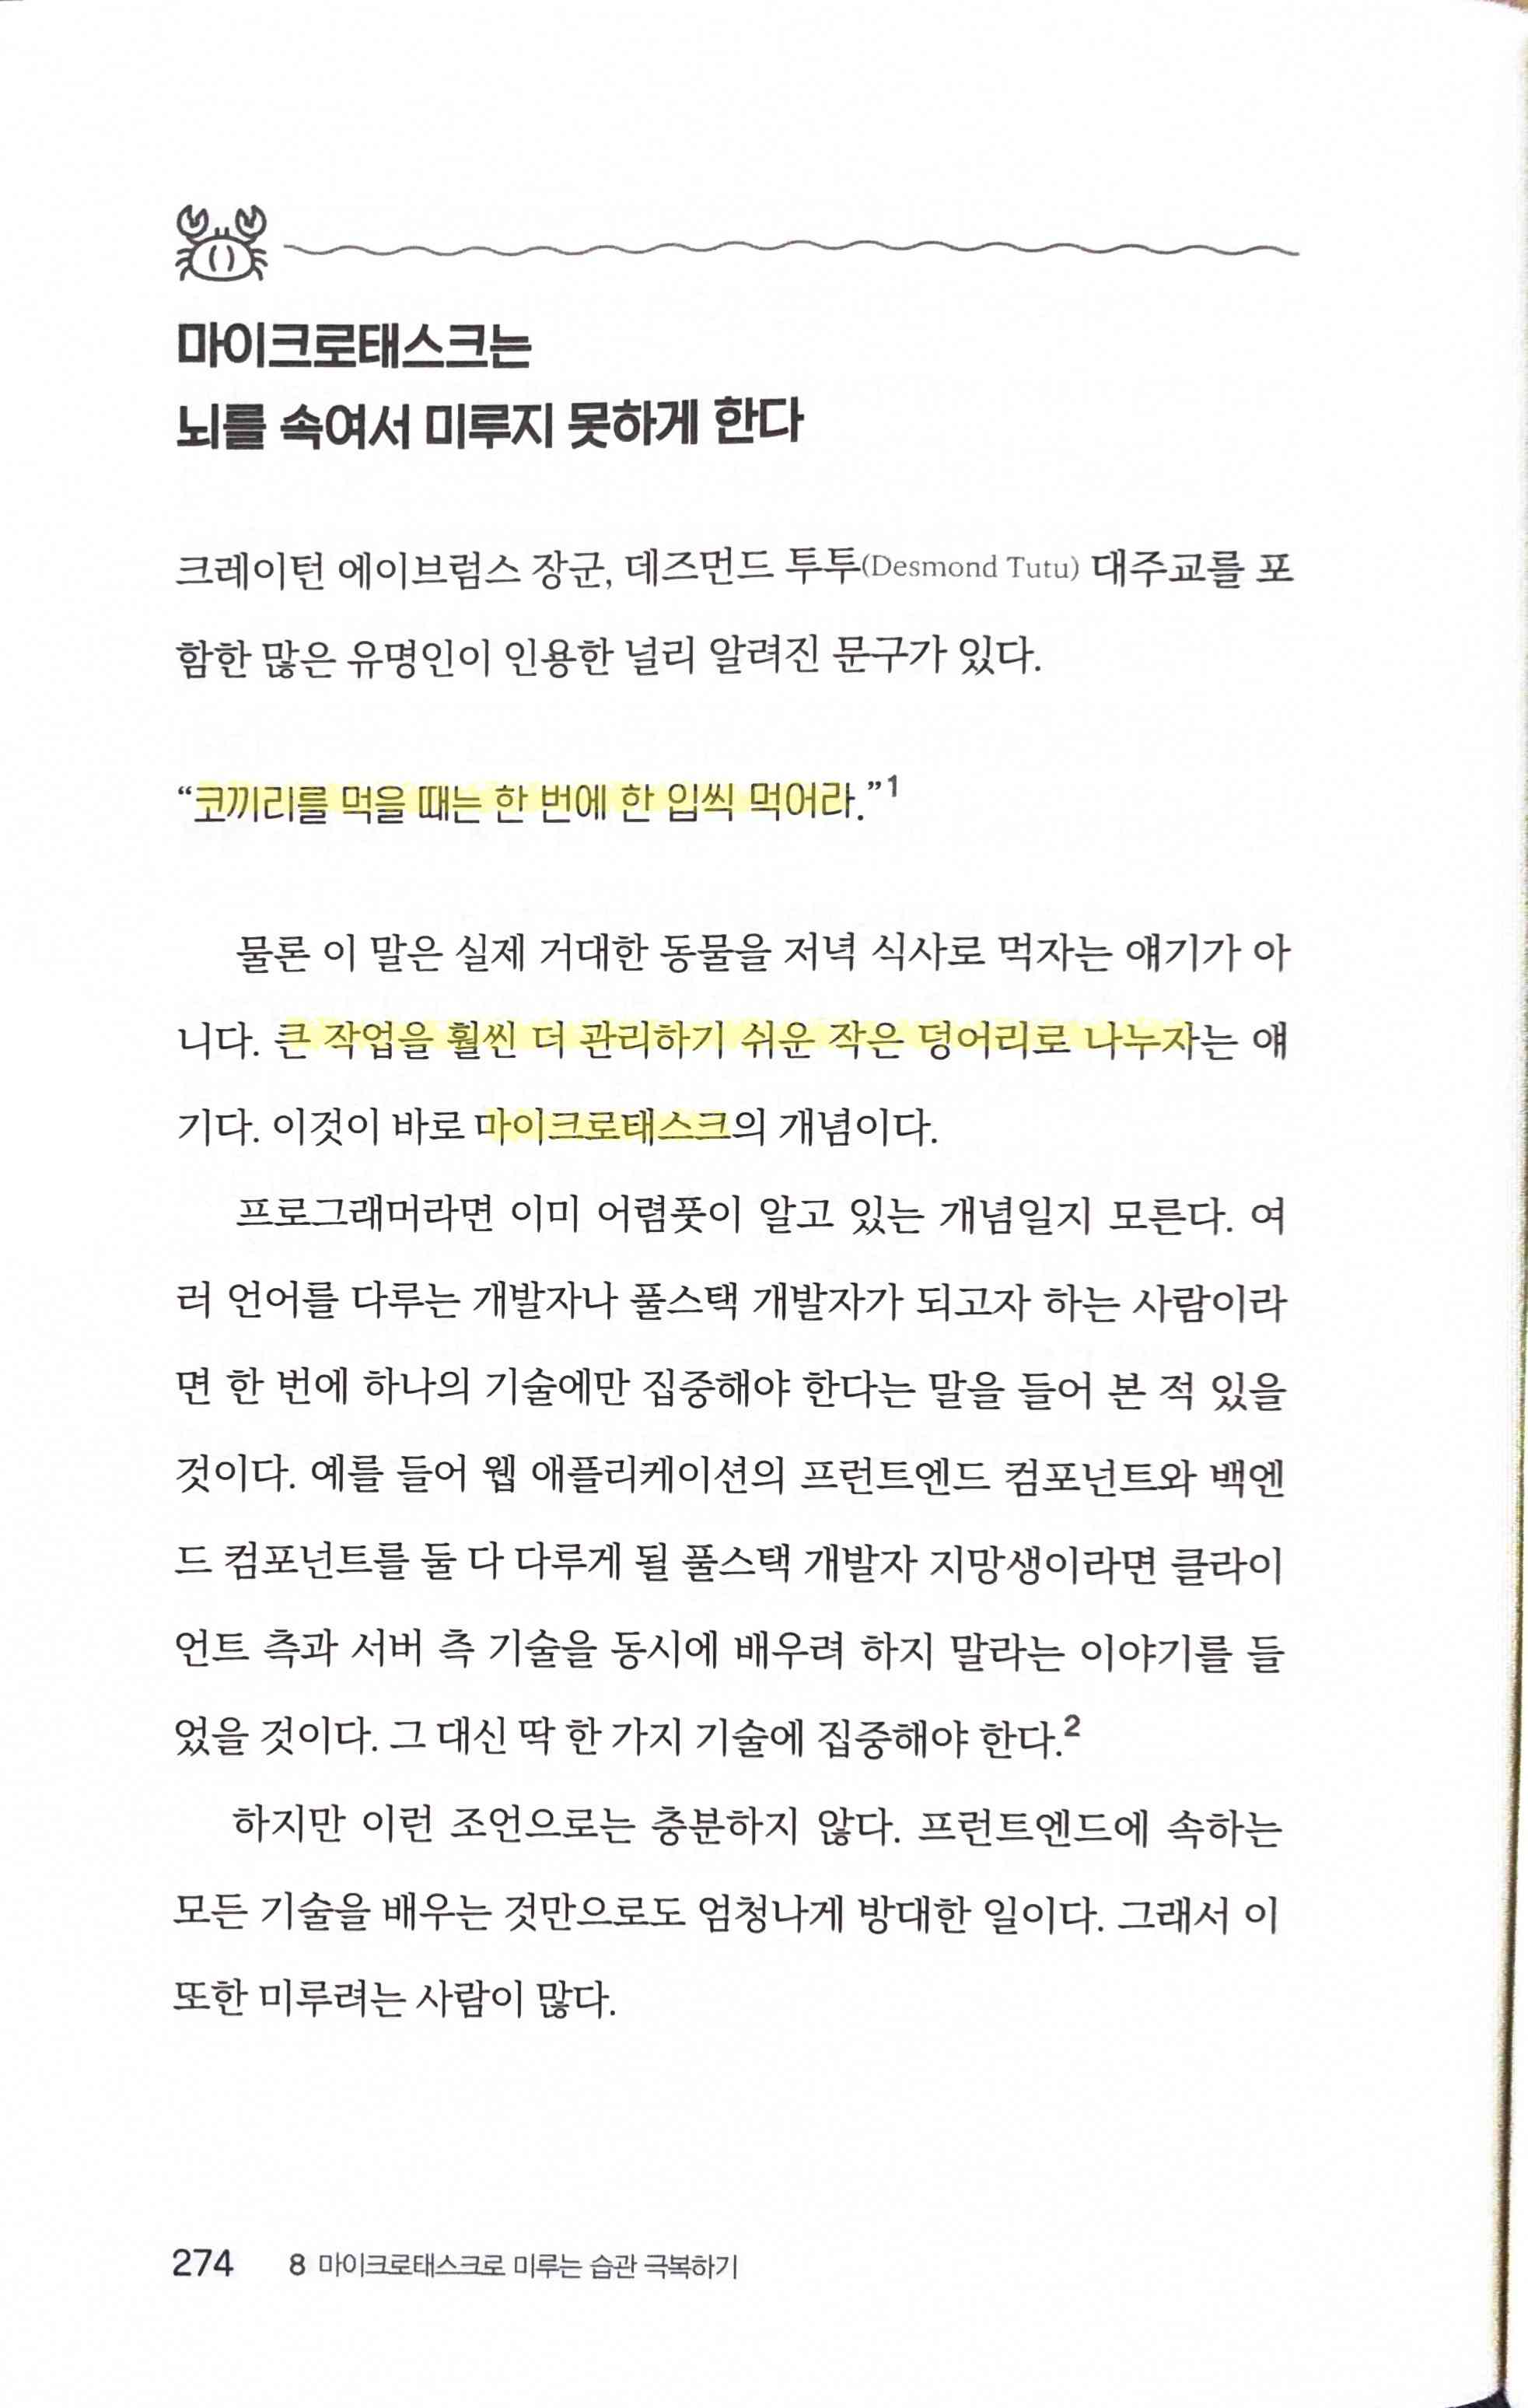 마이크로태스크는
뇌를 속여서 미루지 못하게 한다
크레이턴 에이브럼스 장군, 데즈먼드 투투(Desmond Tutu) 대주교를 포
함한 많은 유명인이 인용한 널리 알려진 문구가 있다.
“코끼리를 먹을 때는 한 번에 한 입씩 먹어라.”1
물론 이 말은 실제 거대한 동물을 저녁 식사로 먹자는 얘기가 아
니다. 큰 작업을 훨씬 더 관리하기 쉬운 작은 덩어리로 나누자는 얘
기다. 이것이 바로 마이크로태스크의 개념이다.
프로그래머라면 이미 어렴풋이 알고 있는 개념일지 모른다. 여
러 언어를 다루는 개발자나 풀스택 개발자가 되고자 하는 사람이라
면 한 번에 하나의 기술에만 집중해야 한다는 말을 들어 본 적 있을
것이다. 예를 들어 웹 애플리케이션의 프런트엔드 컴포넌트와 백엔
드 컴포넌트를 둘 다 다루게 될 풀스택 개발자 지망생이라면 클라이
언트 측과 서버 측 기술을 동시에 배우려 하지 말라는 이야기를 들
었을 것이다. 그 대신 딱 한 가지 기술에 집중해야 한다.2
하지만 이런 조언으로는 충분하지 않다. 프런트엔드에 속하는
모든 기술을 배우는 것만으로도 엄청나게 방대한 일이다. 그래서 이
또한 미루려는 사람이 많다.
274 8 마이크로태스크로 미루는 습관 극복하기